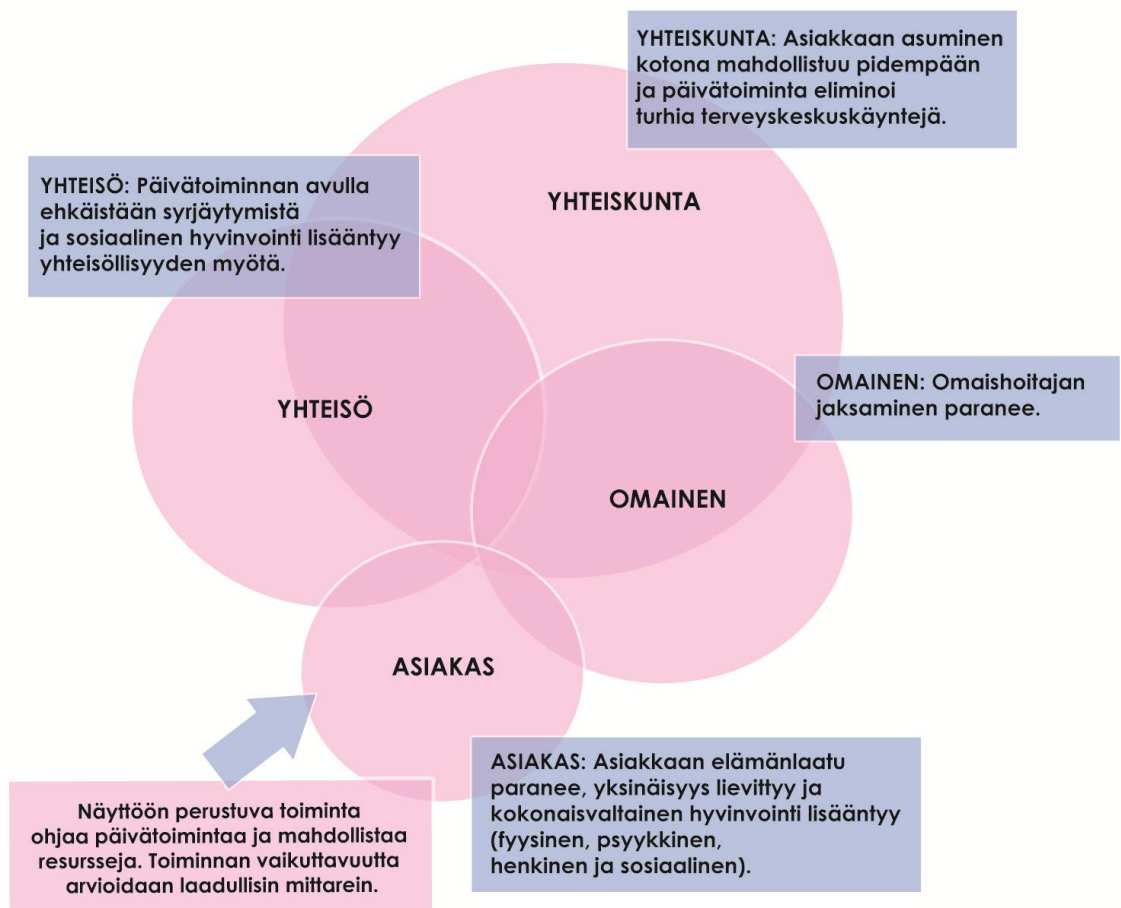 YHTEISKUNTA: Asiakkaan asuminen
kotona mahdollistuu pidempään
ja päivätoiminta eliminoi
turhia terveyskeskuskäyntejä.
YHTEISÖ: Päivätoiminnan avulla
ehkäistään syrjäytymistä
ja sosiaalinen hyvinvointi lisääntyy
yhteisöllisyyden myötä.
YHTEISKUNTA
OMAINEN: Omaishoitajan
jaksaminen paranee.
YHTEISÖ
OMAINEN
ASIAKAS
ASIAKAS: Asiakkaan elämänlaatu
paranee, yksinäisyys lievittyy ja
kokonaisvaltainen hyvinvointi lisääntyy
(fyysinen, psyykkinen,
henkinen ja sosiaalinen).
Näyttöön perustuva toiminta
ohjaa päivätoimintaa ja mahdollistaa
resursseja. Toiminnan vaikuttavuutta
arvioidaan laadullisin mittarein.